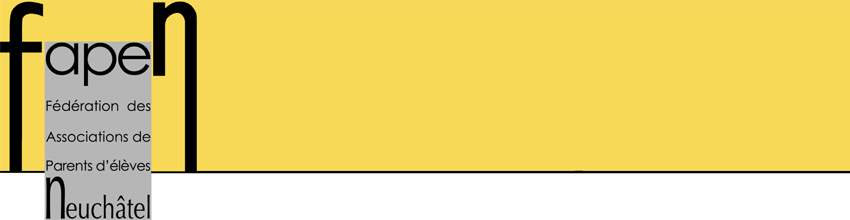 fapen
Fédération des
Associations de
Parents d'élèves
neuchâtel